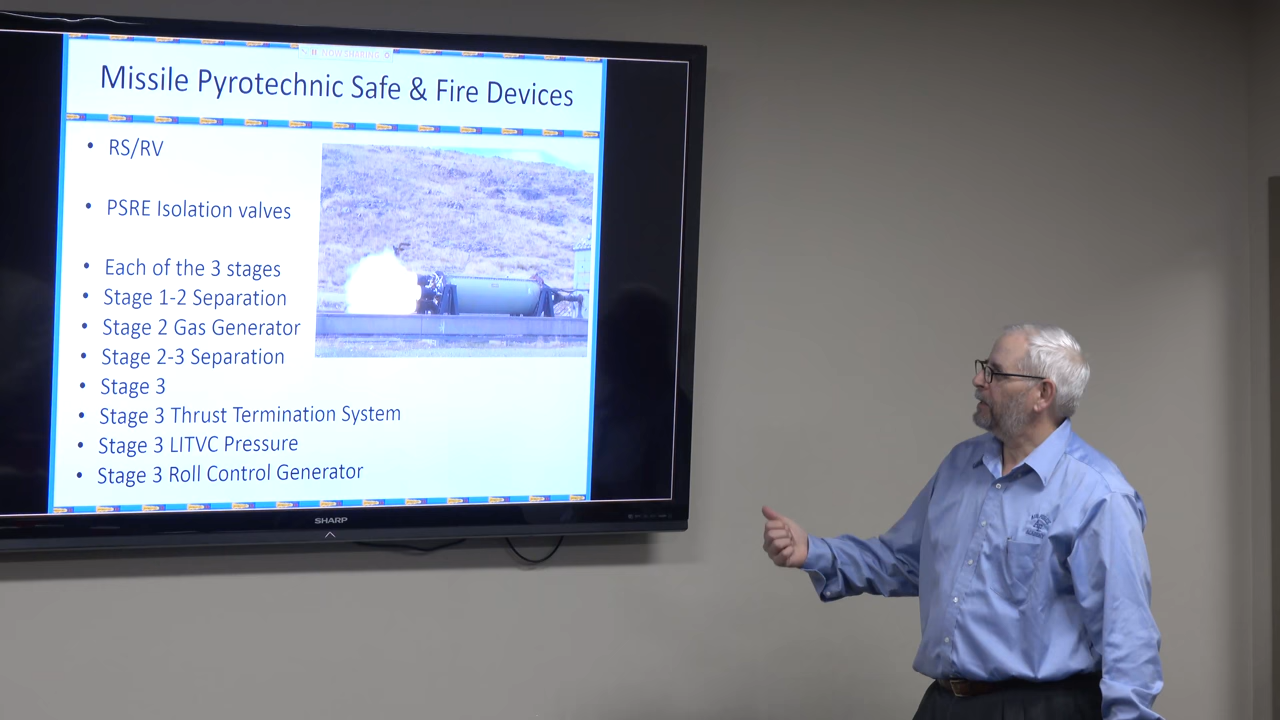 NOW SHARING
Missile Pyrotechnic Safe & Fire Devices
• RS/RV
• PSRE Isolation valves
• Each of the 3 stages
• Stage 1-2 Separation
• Stage 2 Gas Generator
• Stage 2-3 Separation
• Stage 3
• Stage 3 Thrust Termination System
• Stage 3 LITVC Pressure
• Stage 3 Roll Control Generator
SHARP